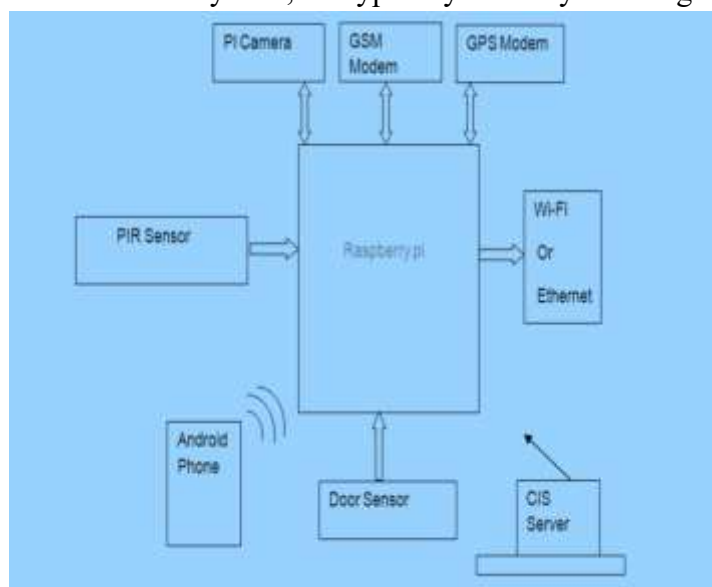 PI Camera
GSM
Modem
GPS Modem
PIR Sensor
Raspberry pi
Wi-Fi
Or
Ethernet
Android
Phone
Door Sensor
CIS
Server